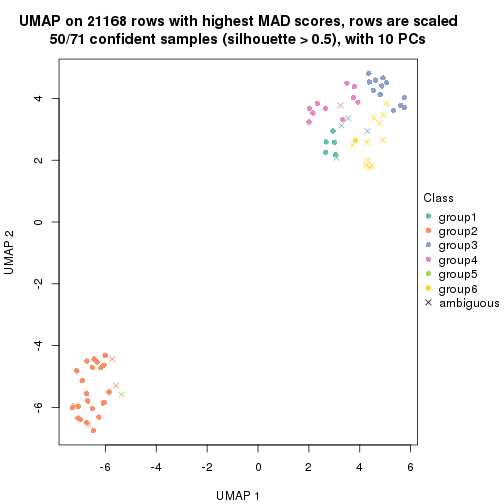 UMAP on 21168 rows with highest MAD scores, rows are scaled
50/71 confident samples (silhouette > 0.5), with 10 PCs
UMAP 2
4
2
0
-2
-4
-6
-6
-4
-2
0
2
4
6
UMAP 1
Class
group1
group2
group3
group4
group5
group6
ambiguous